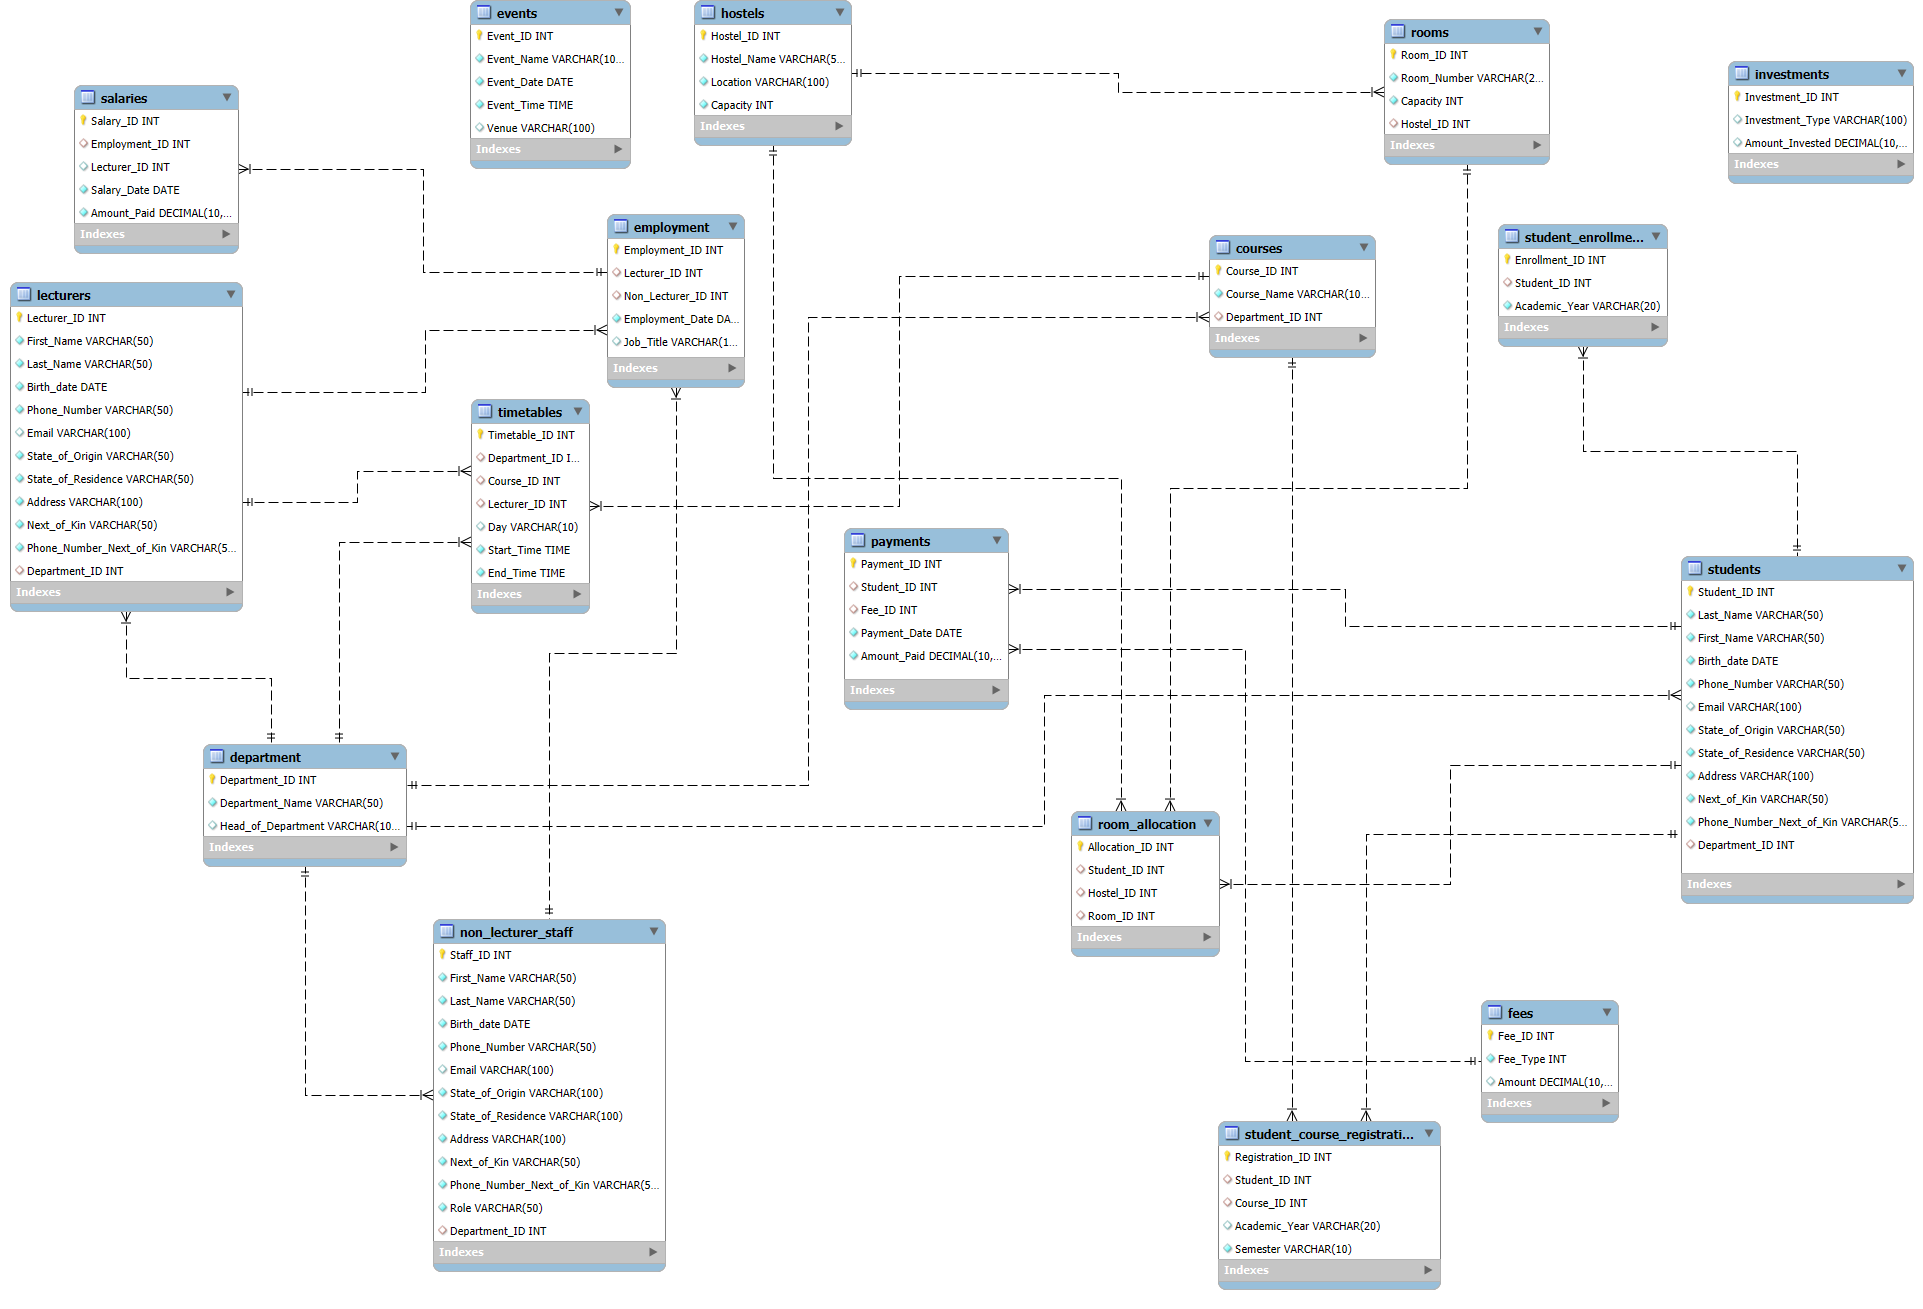 events
Event_ID INT
Event_Name VARCHAR(10...
Event_Date DATE
Event_Time TIME
Venue VARCHAR(100)
Indexes
hostels
Hostel_ID INT
Hostel_Name VARCHAR(5...
Location VARCHAR(100)
Capacity INT
Indexes
rooms
Room_ID INT
Room_Number VARCHAR(2...
Capacity INT
Hostel_ID INT
Indexes
investments
Investment_ID INT
Investment_Type VARCHAR(100)
Amount_Invested DECIMAL(10,...
Indexes
salaries
Salary_ID INT
Employment_ID INT
Lecturer_ID INT
Salary_Date DATE
Amount_Paid DECIMAL(10,...
Indexes
employment
Employment_ID INT
Lecturer_ID INT
Non_Lecturer_ID INT
Employment_Date DA...
Job_Title VARCHAR(1...
Indexes
courses
Course_ID INT
Course_Name VARCHAR(10...
Department_ID INT
Indexes
student_enrollme...
Enrollment_ID INT
Student_ID INT
Academic_Year VARCHAR(20)
Indexes
lecturers
Lecturer_ID INT
First_Name VARCHAR(50)
Last_Name VARCHAR(50)
Birth_date DATE
Phone_Number VARCHAR(50)
Email VARCHAR(100)
State_of_Origin VARCHAR(50)
State_of_Residence VARCHAR(50)
Address VARCHAR(100)
Next_of_Kin VARCHAR(50)
Phone_Number_Next_of_Kin VARCHAR(5...
Department_ID INT
Indexes
timetables
Timetable_ID INT
Department_ID I...
Course_ID INT
Lecturer_ID INT
Day VARCHAR(10)
Start_Time TIME
End_Time TIME
Indexes
payments
Payment_ID INT
Student_ID INT
Fee_ID INT
Payment_Date DATE
Amount_Paid DECIMAL(10,...
Indexes
students
Student_ID INT
Last_Name VARCHAR(50)
First_Name VARCHAR(50)
Birth_date DATE
Phone_Number VARCHAR(50)
Email VARCHAR(100)
State_of_Origin VARCHAR(50)
State_of_Residence VARCHAR(50)
Address VARCHAR(100)
Next_of_Kin VARCHAR(50)
Phone_Number_Next_of_Kin VARCHAR(5...
Department_ID INT
Indexes
department
Department_ID INT
Department_Name VARCHAR(50)
Head_of_Department VARCHAR(10...
Indexes
room_allocation
Allocation_ID INT
Student_ID INT
Hostel_ID INT
Room_ID INT
Indexes
non_lecturer_staff
Staff_ID INT
First_Name VARCHAR(50)
Last_Name VARCHAR(50)
Birth_date DATE
Phone_Number VARCHAR(50)
Email VARCHAR(100)
State_of_Origin VARCHAR(100)
State_of_Residence VARCHAR(100)
Address VARCHAR(100)
Next_of_Kin VARCHAR(50)
Phone_Number_Next_of_Kin VARCHAR(5...
Role VARCHAR(50)
Department_ID INT
Indexes
fees
Fee_ID INT
Fee_Type INT
Amount DECIMAL(10,...
Indexes
student_course_registrati...
Registration_ID INT
Student_ID INT
Course_ID INT
Academic_Year VARCHAR(20)
Semester VARCHAR(10)
Indexes